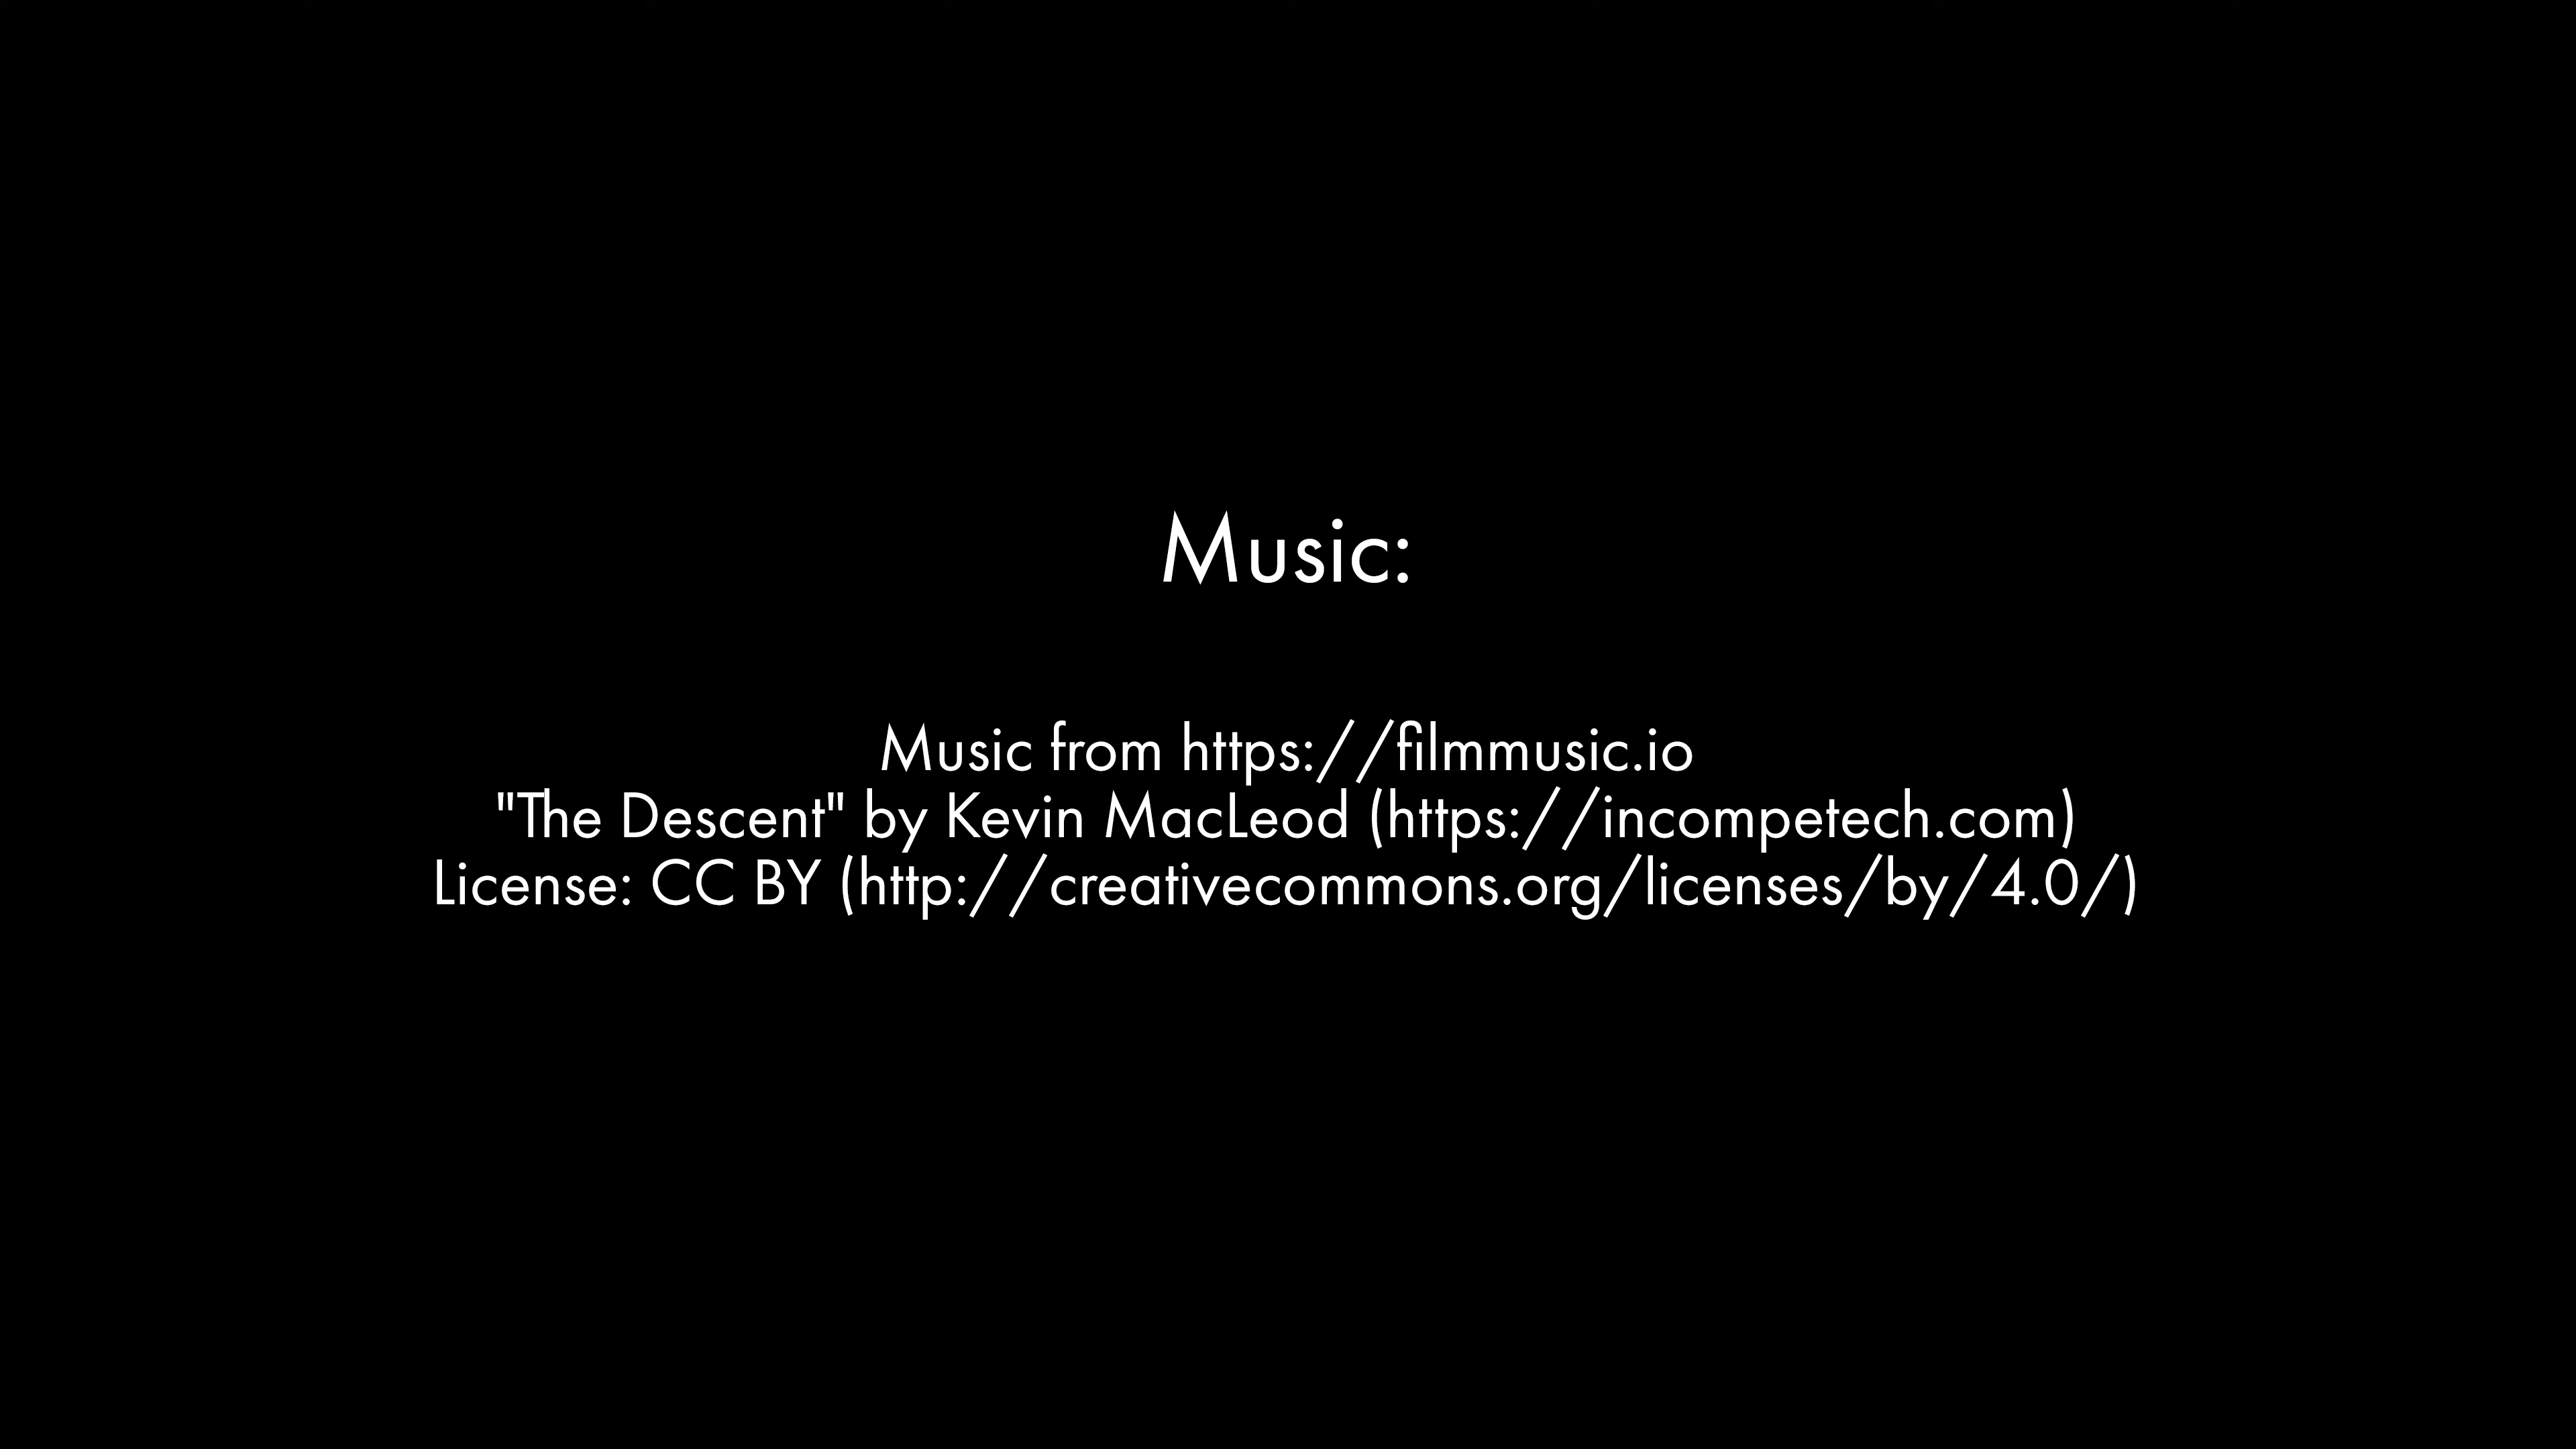 Music:
Music from https://filmmusic.io
"The Descent" by Kevin MacLeod (https://incompetech.com)
License: CC BY (http://creativecommons.org/licenses/by/4.0/)